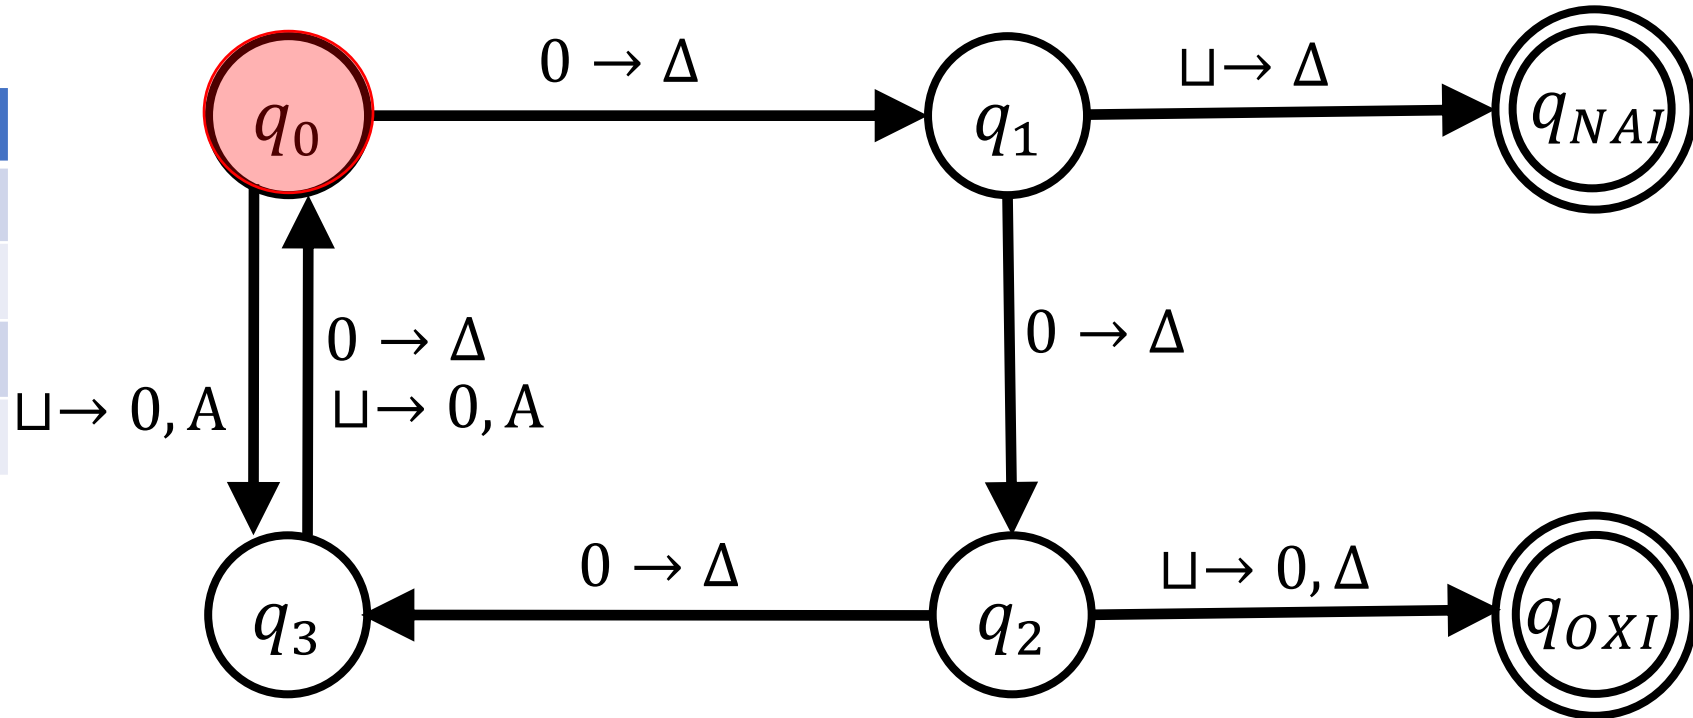 0 → Δ
⊔→ Δ
q0
q1
qNAI
0 → Δ
⊔→ 0, A
0 → Δ
⊔→ 0, A
0 → Δ
⊔→ 0, Δ
q3
q2
qOXI